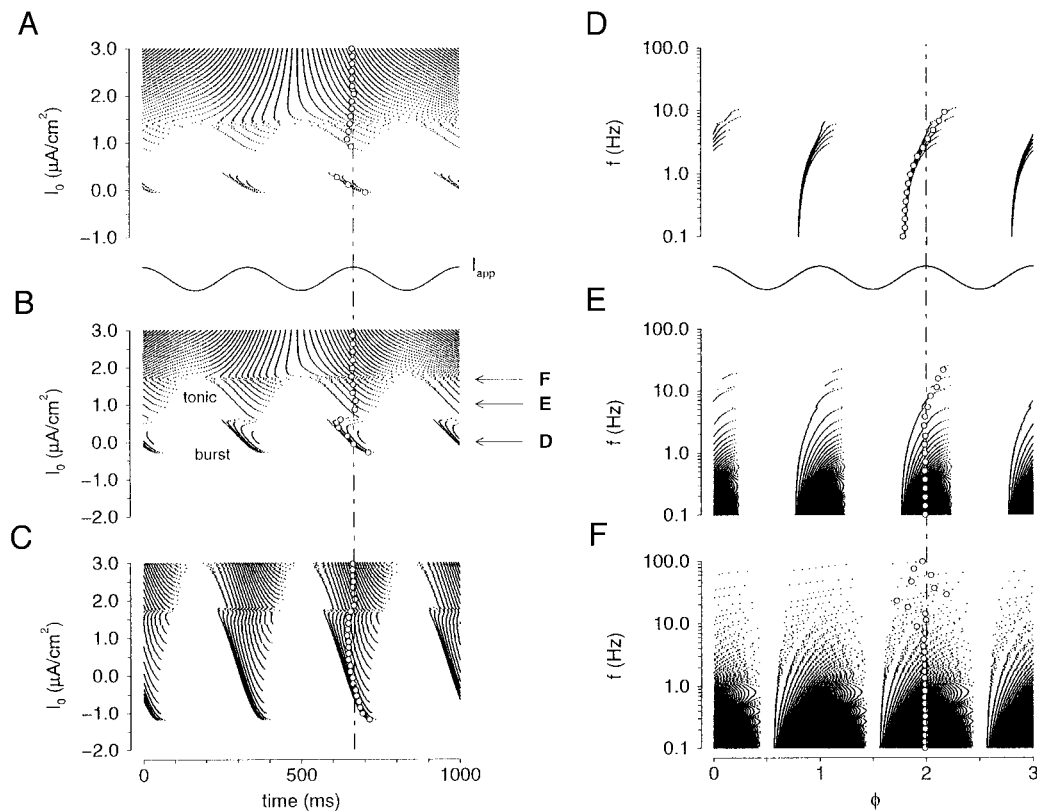 A
3.0
2.0
1.0
0.0
−1.0
I₀ (μA/cm²)
I_app
B
3.0
2.0
1.0
0.0
−1.0
−2.0
I₀ (μA/cm²)
tonic
burst
F
E
D
C
3.0
2.0
1.0
0.0
−1.0
−2.0
I₀ (μA/cm²)
0
500
1000
time (ms)
D
100.0
10.0
1.0
0.1
f (Hz)
E
100.0
10.0
1.0
0.1
f (Hz)
F
100.0
10.0
1.0
0.1
f (Hz)
0
1
2
3
ϕ